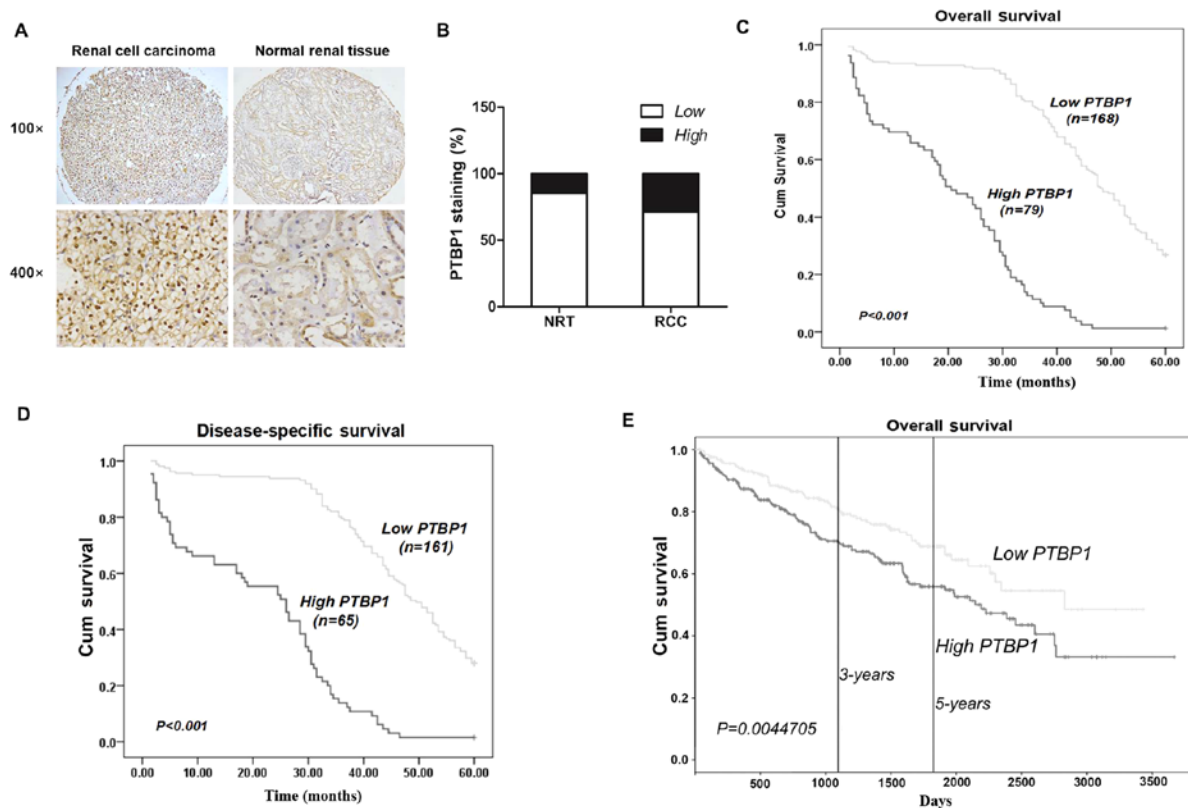 A
Renal cell carcinoma
Normal renal tissue
100×
400×
B
150
100
50
0
PTBP1 staining (%)
Low
High
NRT
RCC
C
Overall survival
1.0
0.8
0.6
0.4
0.2
0.0
Cum Survival
Low PTBP1
(n=168)
High PTBP1
(n=79)
P<0.001
0.00 10.00 20.00 30.00 40.00 50.00 60.00
Time (months)
D
Disease-specific survival
1.0
0.8
0.6
0.4
0.2
0.0
Cum survival
Low PTBP1
(n=161)
High PTBP1
(n=65)
P<0.001
0.00 10.00 20.00 30.00 40.00 50.00 60.00
Time (months)
E
Overall survival
1.0
0.8
0.6
0.4
0.2
0.0
Cum survival
Low PTBP1
High PTBP1
3-years
5-years
P=0.0044705
500 1000 1500 2000 2500 3000 3500
Days